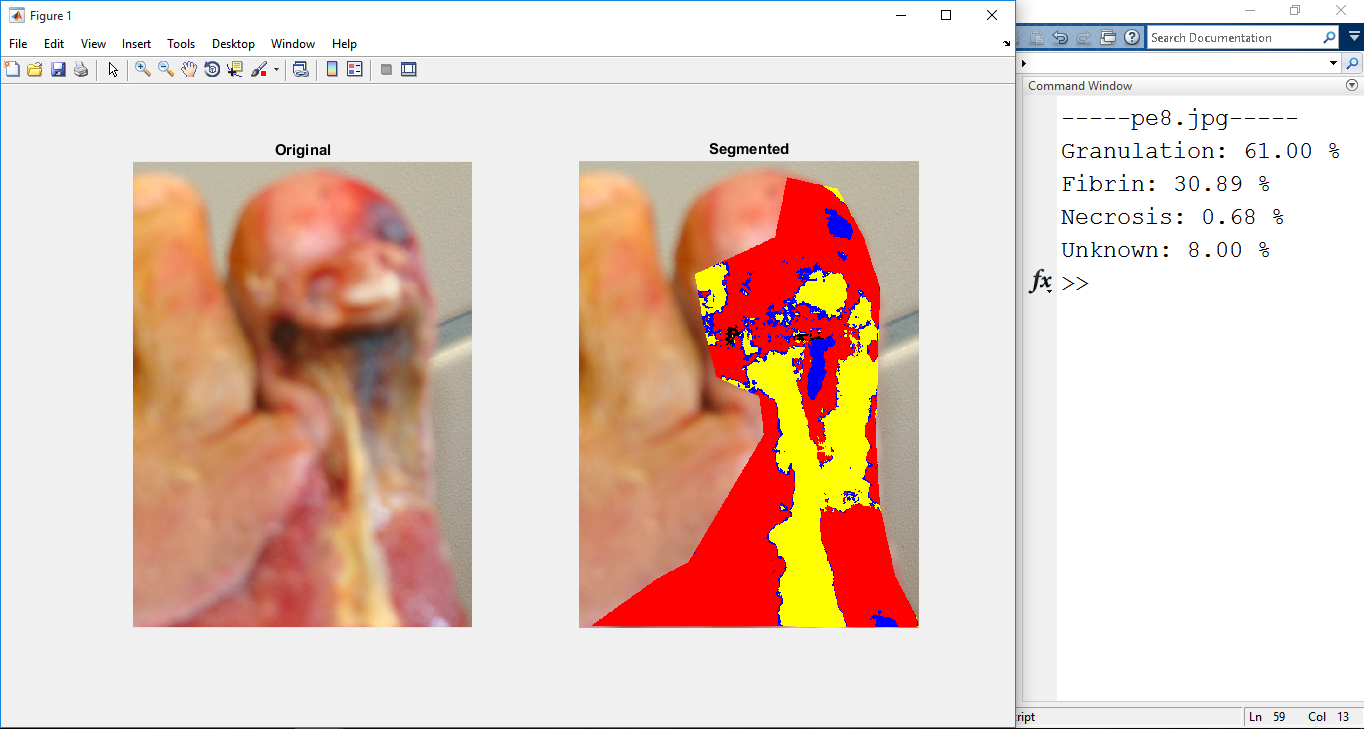 Figure 1
File Edit View Insert Tools Desktop Window Help
Search Documentation
Command Window
Original
Segmented
-----pe8.jpg-----
Granulation: 61.00 %
Fibrin: 30.89 %
Necrosis: 0.68 %
Unknown: 8.00 %
fx >>
ript
Ln 59 Col 13